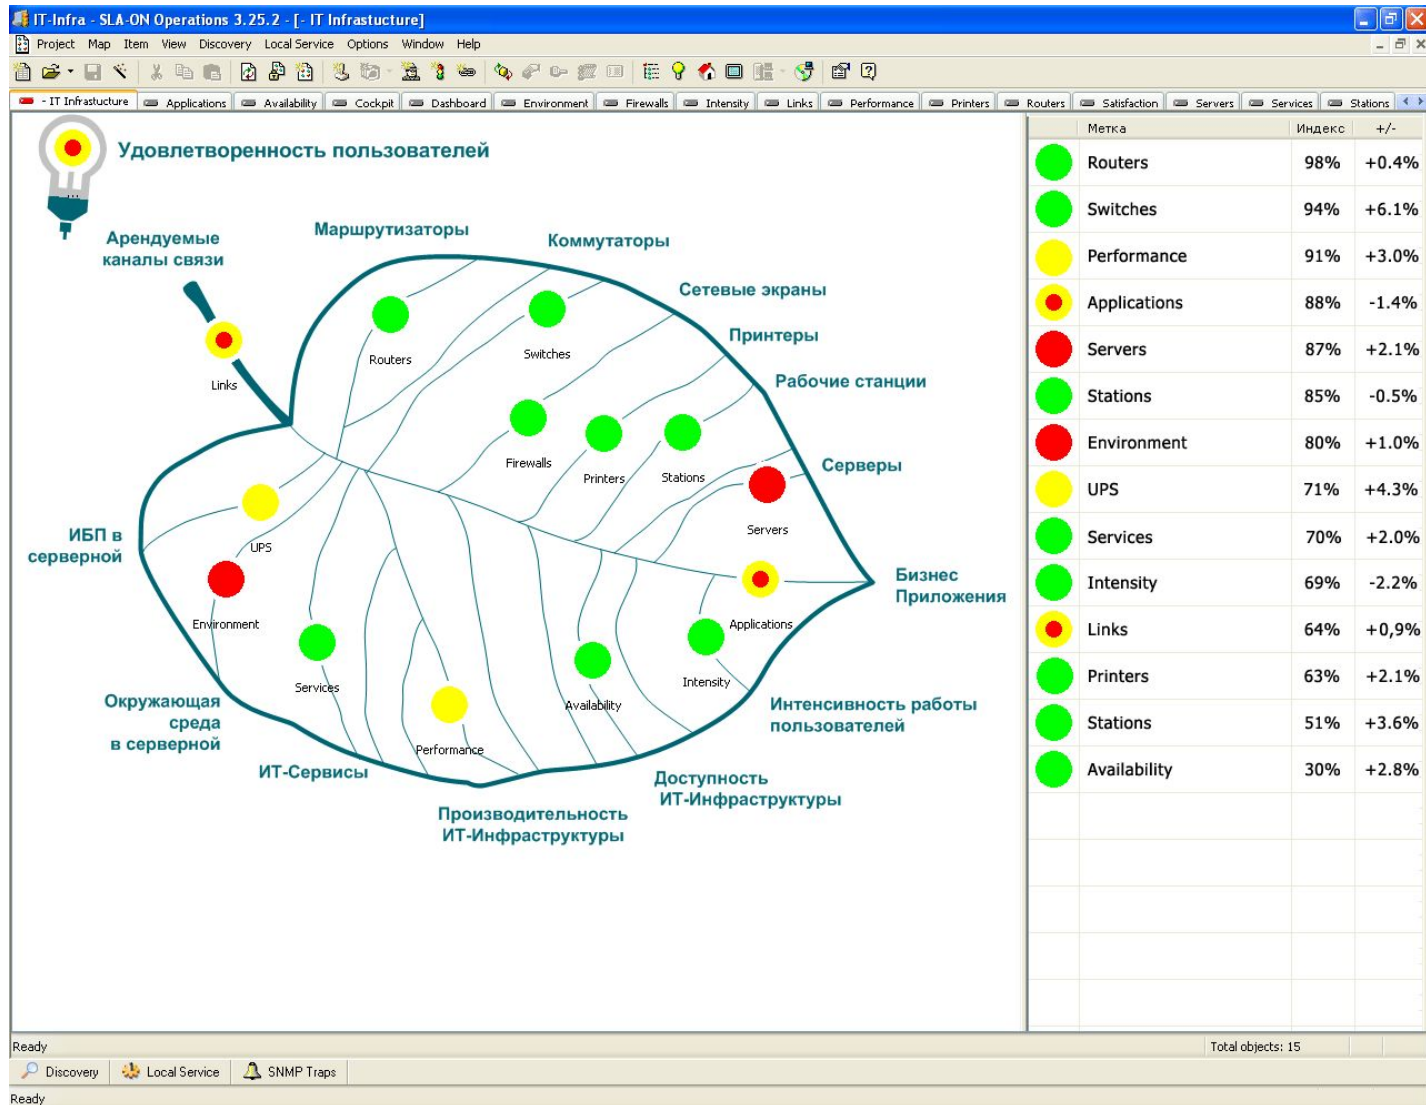 IT-Infra - SLA-ON Operations 3.25.2 - [- IT Infrastucture]
Project Map Item View Discovery Local Service Options Window Help
- IT Infrastucture Applications Availability Cockpit Dashboard Environment Firewalls Intensity Links Performance Printers Routers Satisfaction Servers Services Stations
Удовлетворенность пользователей
Арендуемые
каналы связи
Маршрутизаторы
Коммутаторы
Сетевые экраны
Принтеры
Рабочие станции
Серверы
Бизнес
Приложения
Интенсивность работы
пользователей
Доступность
ИТ-Инфраструктуры
Производительность
ИТ-Инфраструктуры
ИТ-Сервисы
Окружающая
среда
в серверной
ИБП в
серверной
Links
Routers
Switches
Firewalls
Printers
Stations
Servers
UPS
Environment
Services
Performance
Availability
Intensity
Applications
Метка Индекс +/-
Routers 98% +0.4%
Switches 94% +6.1%
Performance 91% +3.0%
Applications 88% -1.4%
Servers 87% +2.1%
Stations 85% -0.5%
Environment 80% +1.0%
UPS 71% +4.3%
Services 70% +2.0%
Intensity 69% -2.2%
Links 64% +0,9%
Printers 63% +2.1%
Stations 51% +3.6%
Availability 30% +2.8%
Ready Total objects: 15
Discovery Local Service SNMP Traps
Ready